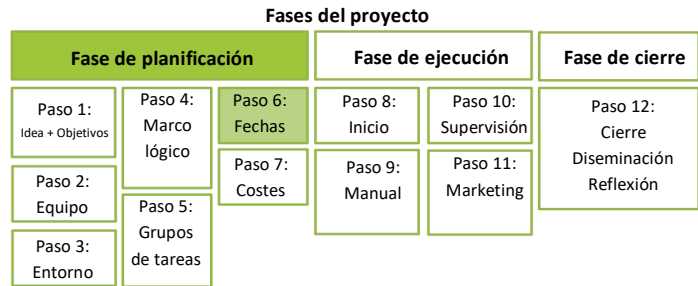 Fases del proyecto
Fase de planificación
Fase de ejecución
Fase de cierre
Paso 1:
Idea + Objetivos
Paso 2:
Equipo
Paso 3:
Entorno
Paso 4:
Marco
lógico
Paso 5:
Grupos
de tareas
Paso 6:
Fechas
Paso 7:
Costes
Paso 8:
Inicio
Paso 9:
Manual
Paso 10:
Supervisión
Paso 11:
Marketing
Paso 12:
Cierre
Diseminación
Reflexión